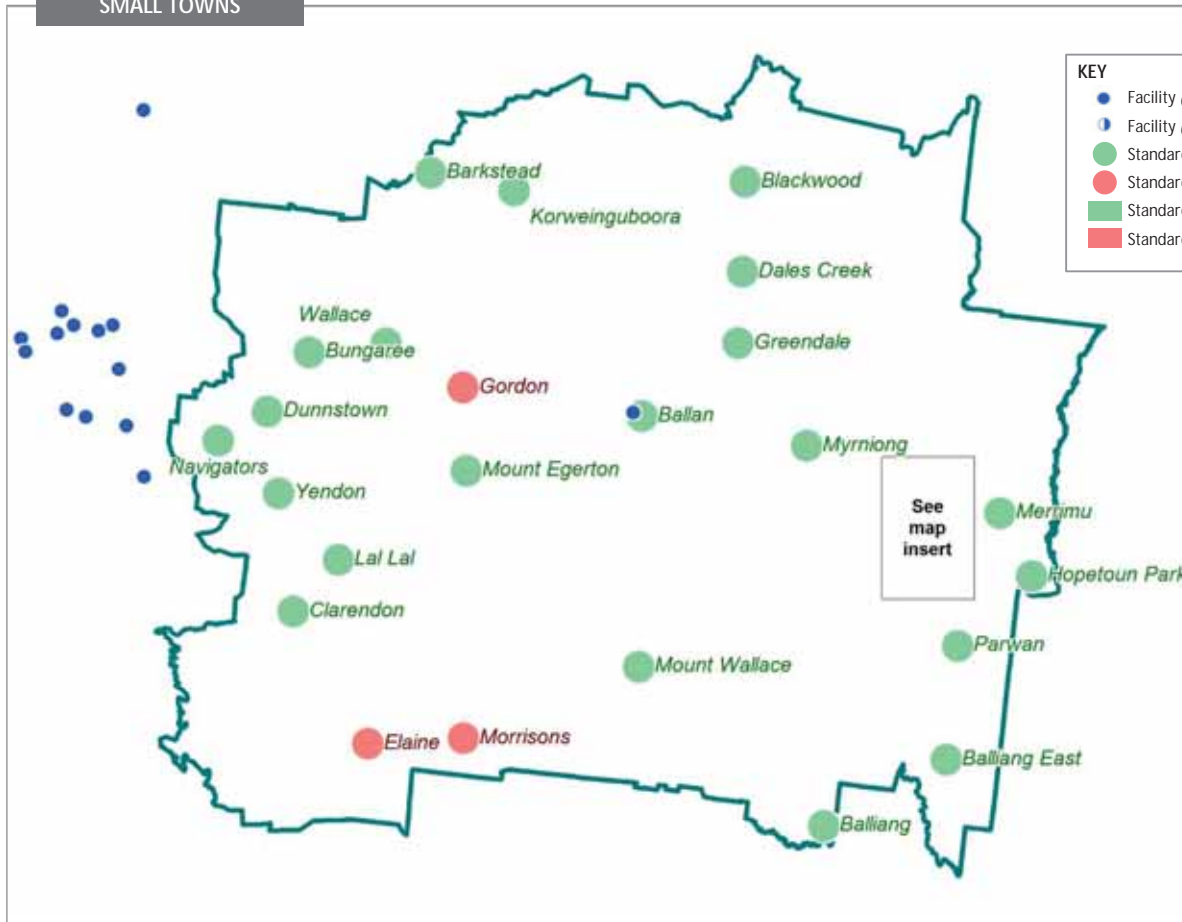 SMALL TOWNS
KEY
Facility
Facility
Standard
Standard
Standard
Standard
Barkstead
Korweinguboora
Blackwood
Dales Creek
Wallace
Bungaree
Greendale
Gordon
Dunnstown
Ballan
Navigators
Mount Egerton
Myrniong
Yendon
See
map
insert
Merrimu
Lal Lal
Hopetoun Park
Clarendon
Parwan
Mount Wallace
Elaine
Morrisons
Balliang East
Balliang